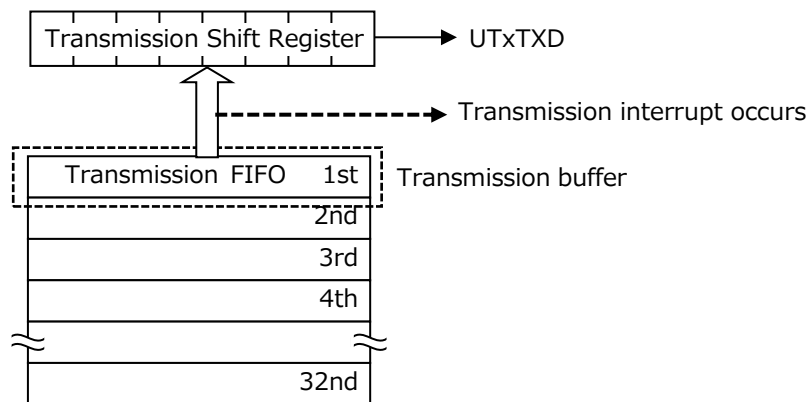 Transmission Shift Register
UTxTXD
Transmission interrupt occurs
Transmission FIFO 1st
Transmission buffer
2nd
3rd
4th
32nd